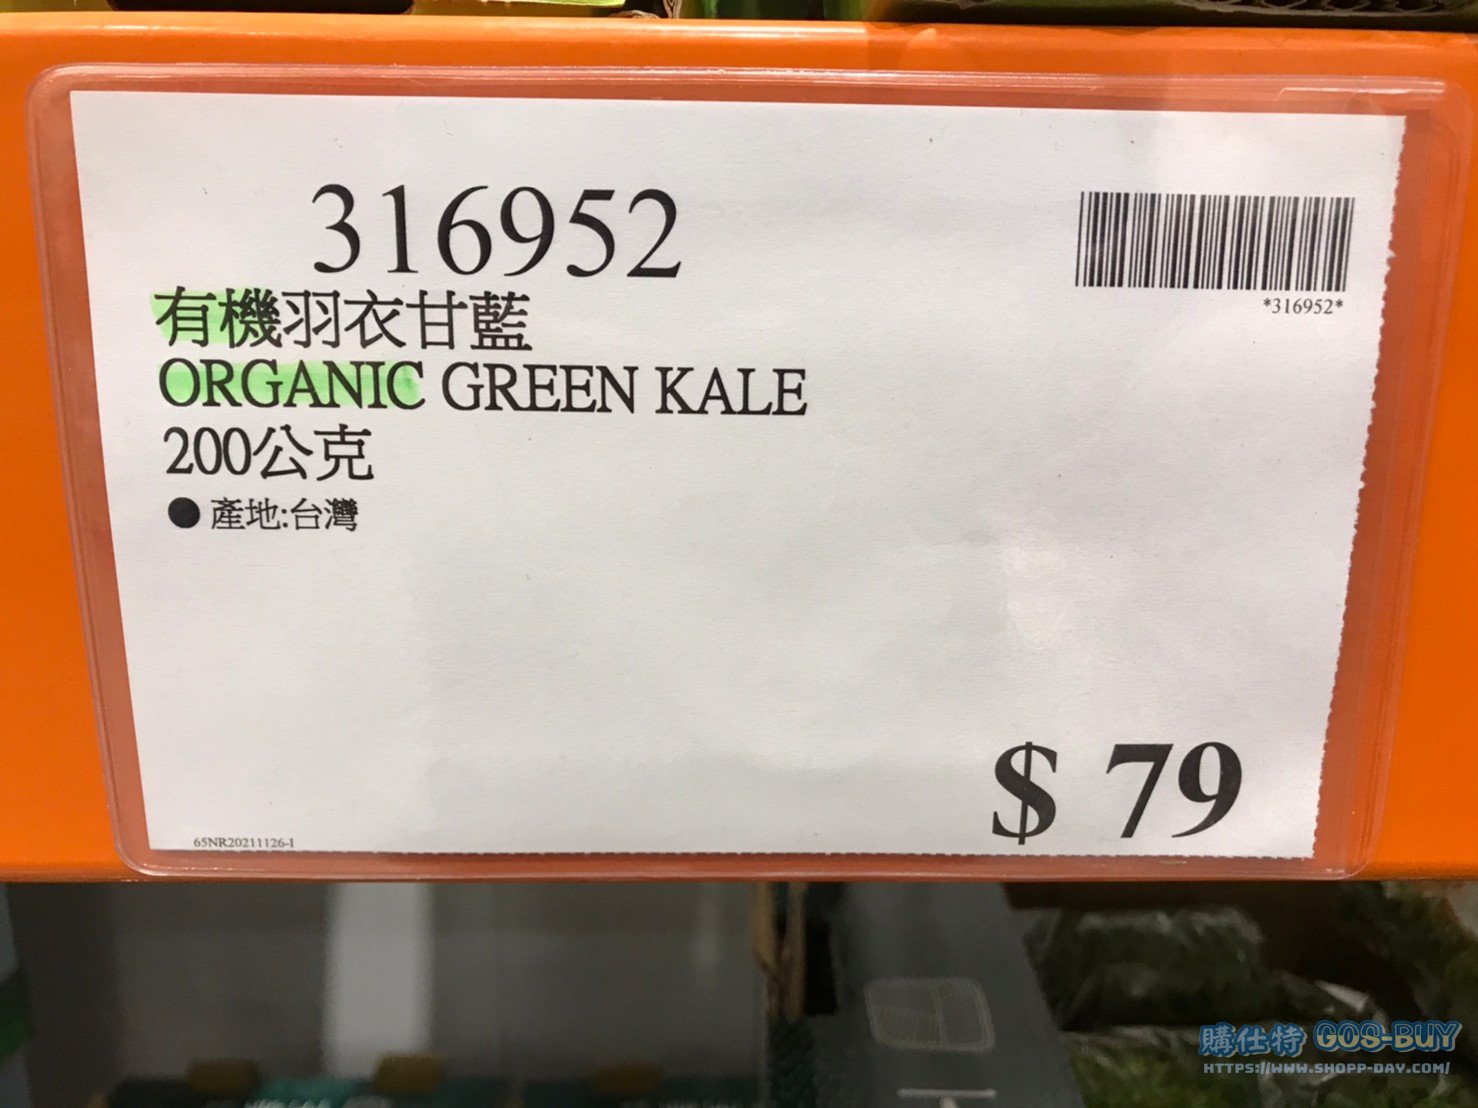 316952
*316952*
有機羽衣甘藍
ORGANIC GREEN KALE
200公克
● 產地:台灣
$ 79
65NR20211126-1
購仕特 GOS-BUY
HTTPS://WWW.SHOPP-DAY.COM/